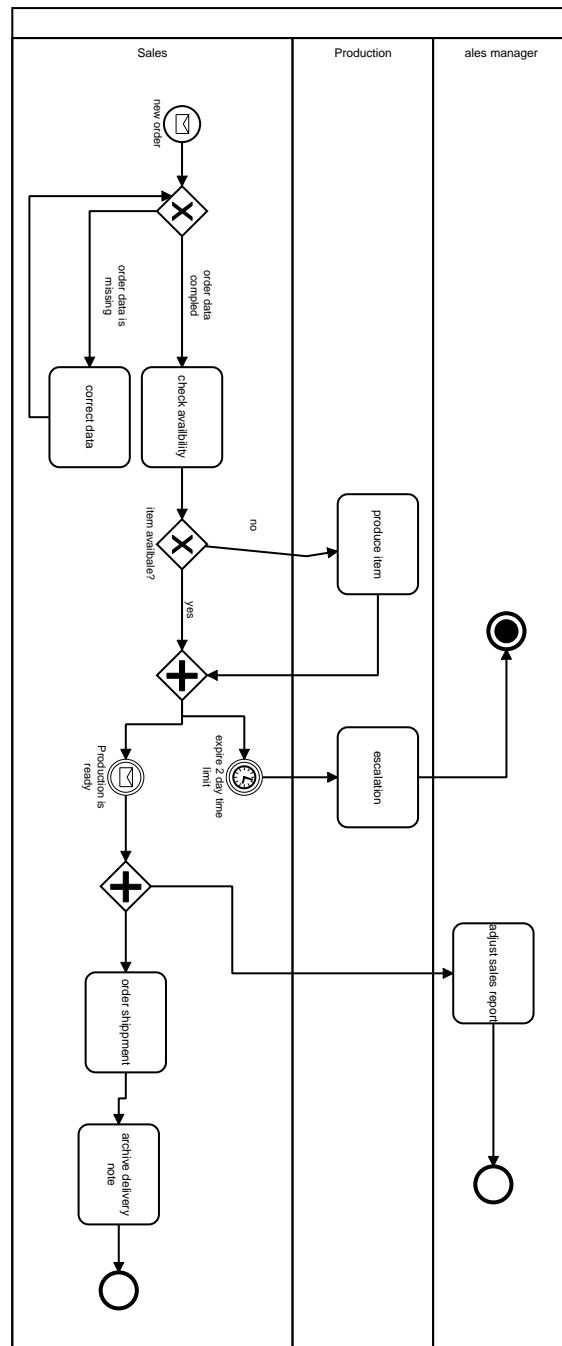 Sales
Production
ales manager
new order
order data is
missing
order data
compled
correct data
check availbility
item availbale?
no
yes
produce item
Production is
ready
expire 2 day time
limit
escalation
adjust sales report
order shippment
archive delivery
note